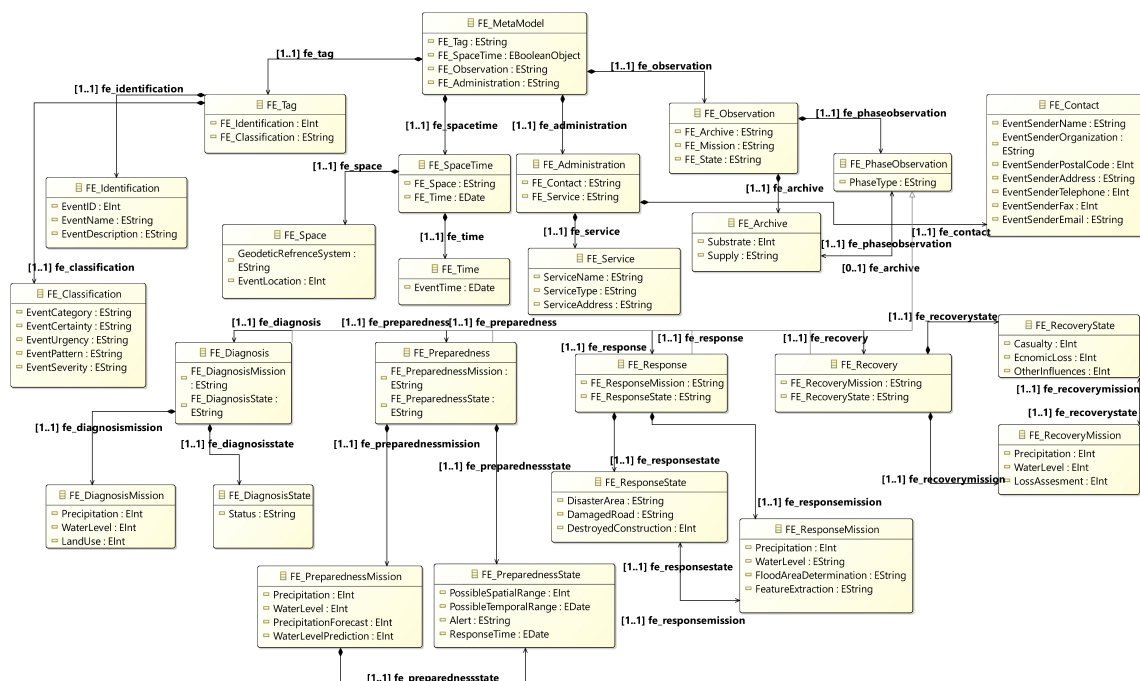 FE_MetaModel
FE_Tag : EString
FE_SpaceTime : EBooleanObject
FE_Observation : EString
FE_Administration : EString
[1..1] fe_tag
[1..1] fe_observation
[1..1] fe_identification
[1..1] fe_spacetime
[1..1] fe_administration
FE_Tag
FE_Identification : EInt
FE_Classification : EString
FE_Observation
FE_Archive : EString
FE_Mission : EString
FE_State : EString
[1..1] fe_phaseobservation
FE_Contact
EventSenderName : EString
EventSenderOrganization :
EString
EventSenderPostalCode : EInt
EventSenderAddress : EString
EventSenderTelephone : EInt
EventSenderFax : EInt
EventSenderEmail : EString
[1..1] fe_space
FE_SpaceTime
FE_Space : EString
FE_Time : EDate
FE_Administration
FE_Contact : EString
FE_Service : EString
FE_PhaseObservation
PhaseType : EString
[1..1] fe_archive
FE_Identification
EventID : EInt
EventName : EString
EventDescription : EString
FE_Space
GeodeticRefrenceSystem :
EString
EventLocation : EInt
[1..1] fe_time
[1..1] fe_service
FE_Archive
Substrate : EInt
Supply : EString
[1..1] fe_contact
[1..1] fe_phaseobservation
[0..1] fe_archive
[1..1] fe_classification
FE_Time
EventTime : EDate
FE_Service
ServiceName : EString
ServiceType : EString
ServiceAddress : EString
FE_Classification
EventCategory : EString
EventCertainty : EString
EventUrgency : EString
EventPattern : EString
EventSeverity : EString
[1..1] fe_diagnosis
[1..1] fe_preparedness
[1..1] fe_preparedness
[1..1] fe_response
[1..1] fe_response
[1..1] fe_recovery
[1..1] fe_recoverystate
FE_Diagnosis
FE_DiagnosisMission
: EString
FE_DiagnosisState :
EString
FE_Preparedness
FE_PreparednessMission :
EString
FE_PreparednessState :
EString
FE_Response
FE_ResponseMission : EString
FE_ResponseState : EString
FE_Recovery
FE_RecoveryMission : EString
FE_RecoveryState : EString
FE_RecoveryState
Casualty : EInt
EcnomicLoss : EInt
OtherInfluences : EInt
[1..1] fe_recoverymission
[1..1] fe_recoverystate
[1..1] fe_diagnosismission
[1..1] fe_diagnosisstate
[1..1] fe_preparednessmission
[1..1] fe_preparednessstate
[1..1] fe_responsestate
[1..1] fe_recoverymission
FE_RecoveryMission
Precipitation : EInt
WaterLevel : EInt
LossAssesment : EInt
FE_DiagnosisMission
Precipitation : EInt
WaterLevel : EInt
LandUse : EInt
FE_DiagnosisState
Status : EString
FE_ResponseState
DisasterArea : EString
DamagedRoad : EString
DestroyedConstruction : EInt
[1..1] fe_responsemission
FE_ResponseMission
Precipitation : EInt
WaterLevel : EString
FloodAreaDetermination : EString
FeatureExtraction : EString
[1..1] fe_responsestate
[1..1] fe_responsemission
FE_PreparednessMission
Precipitation : EInt
WaterLevel : EInt
PrecipitationForecast : EInt
WaterLevelPrediction : EInt
FE_PreparednessState
PossibleSpatialRange : EInt
PossibleTemporalRange : EDate
Alert : EString
ResponseTime : EDate
[1..1] fe_preparednessstate